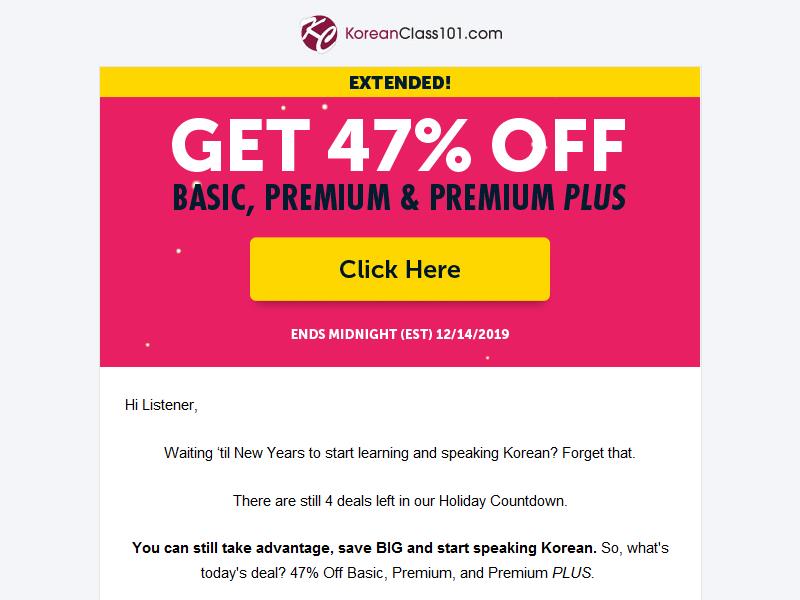 KoreanClass101.com
EXTENDED!
GET 47% OFF
BASIC, PREMIUM & PREMIUM PLUS
Click Here
ENDS MIDNIGHT (EST) 12/14/2019
Hi Listener,
Waiting ‘til New Years to start learning and speaking Korean? Forget that.
There are still 4 deals left in our Holiday Countdown.
You can still take advantage, save BIG and start speaking Korean. So, what's
today's deal? 47% Off Basic, Premium, and Premium PLUS.